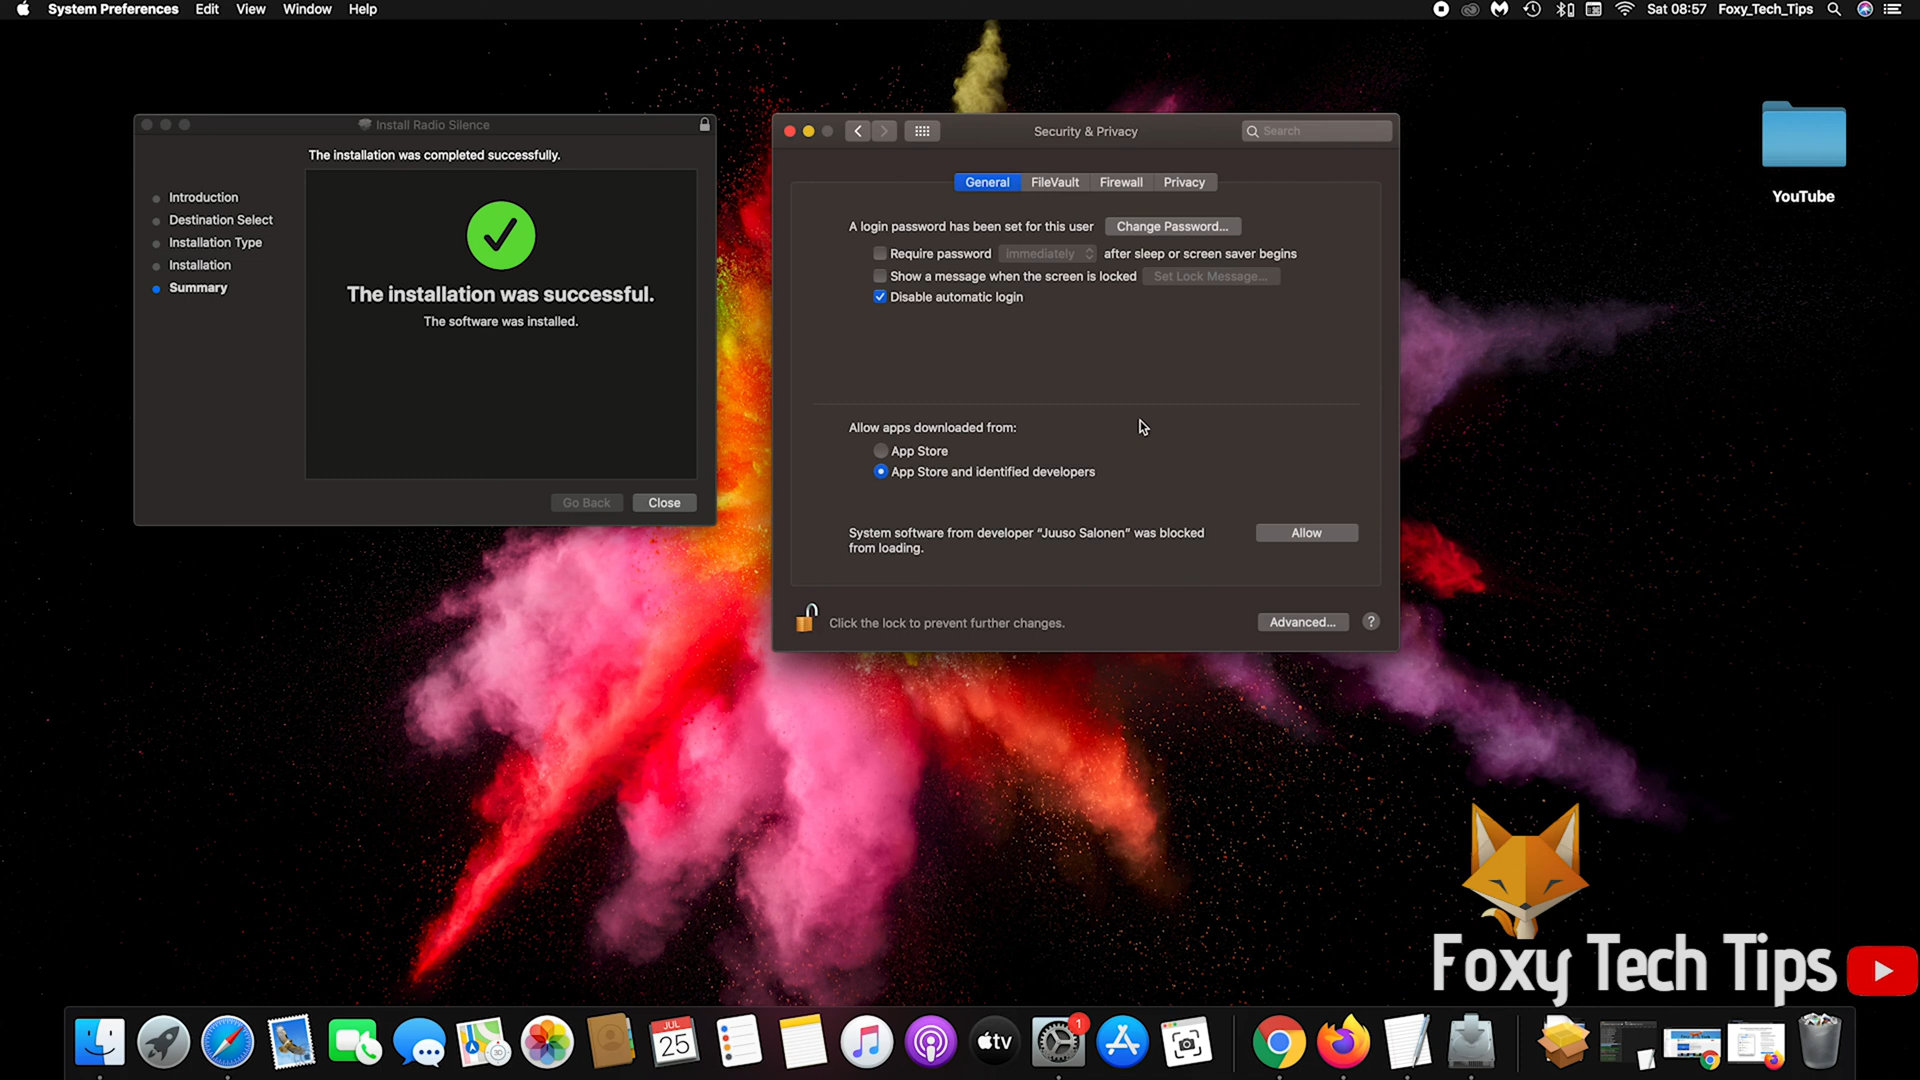 System Preferences Edit View Window Help
Sat 08:57 Foxy_Tech_Tips
Install Radio Silence
The installation was completed successfully.
Introduction
Destination Select
Installation Type
Installation
Summary
The installation was successful.
The software was installed.
Go Back Close
Security & Privacy
Search
General FileVault Firewall Privacy
A login password has been set for this user Change Password...
Require password immediately after sleep or screen saver begins
Show a message when the screen is locked Set Lock Message...
Disable automatic login
Allow apps downloaded from:
App Store
App Store and identified developers
System software from developer “Juuso Salonen” was blocked
from loading.
Allow
Click the lock to prevent further changes.
Advanced... ?
YouTube
Foxy Tech Tips
JUL
25
3D
tv
1